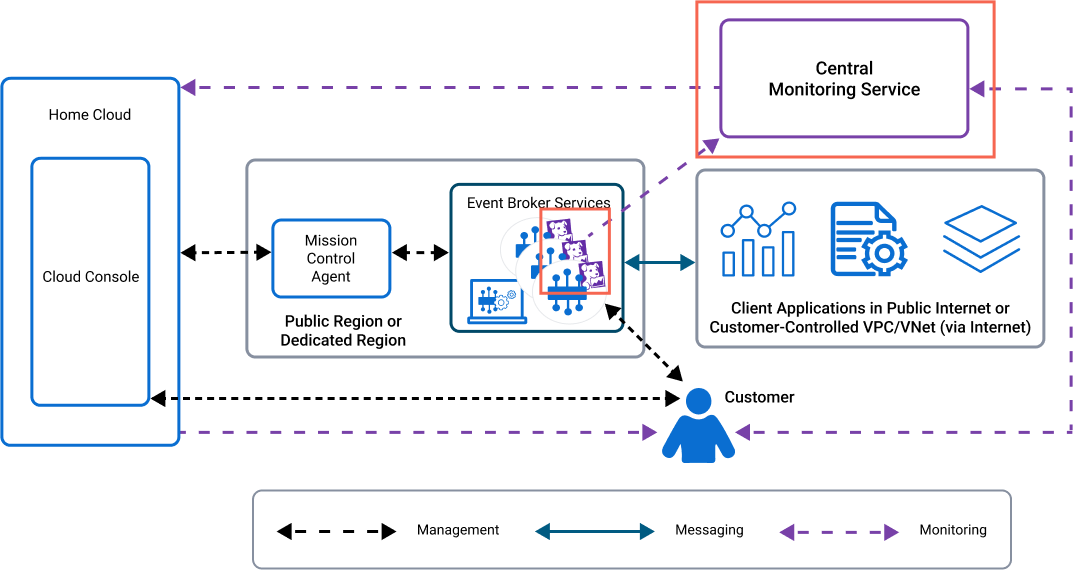 Central
Monitoring Service
Home Cloud
Cloud Console
Mission
Control
Agent
Public Region or
Dedicated Region
Event Broker Services
Client Applications in Public Internet or
Customer-Controlled VPC/VNet (via Internet)
Customer
Management
Messaging
Monitoring